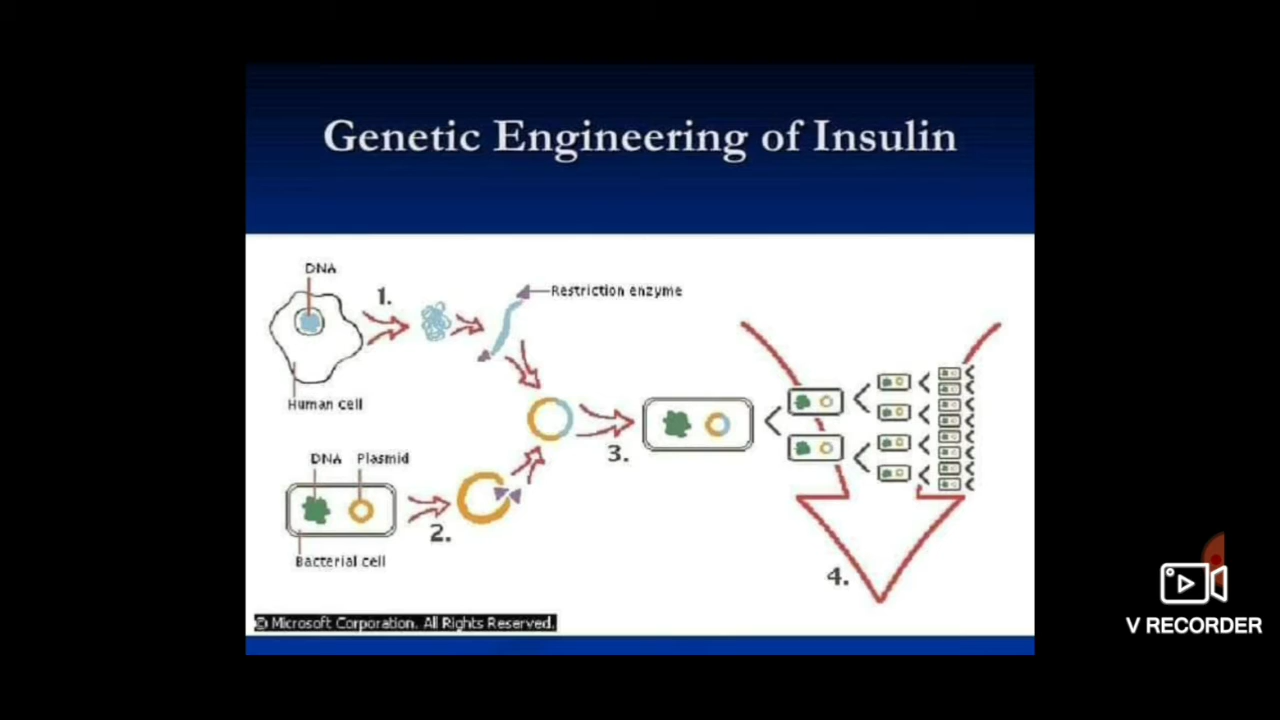 Genetic Engineering of Insulin
DNA
1.
Restriction enzyme
Human cell
3.
DNA Plasmid
2.
Bacterial cell
4.
© Microsoft Corporation. All Rights Reserved.
V RECORDER